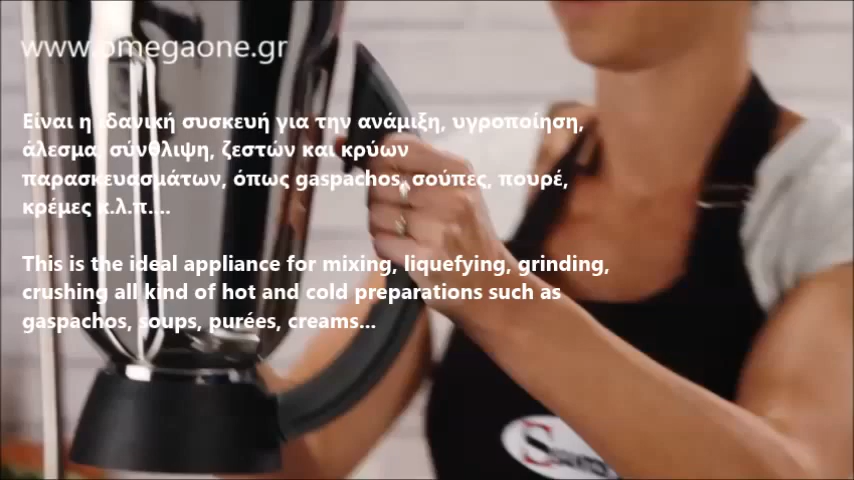 www.omegaone.gr
Είναι η ιδανική συσκευή για την ανάμιξη, υγροποίηση,
άλεσμα, σύνθλιψη, ζεστών και κρύων
παρασκευασμάτων, όπως gaspachos, σούπες, πουρέ,
κρέμες κ.λ.π....
This is the ideal appliance for mixing, liquefying, grinding,
crushing all kind of hot and cold preparations such as
gaspachos, soups, purées, creams...